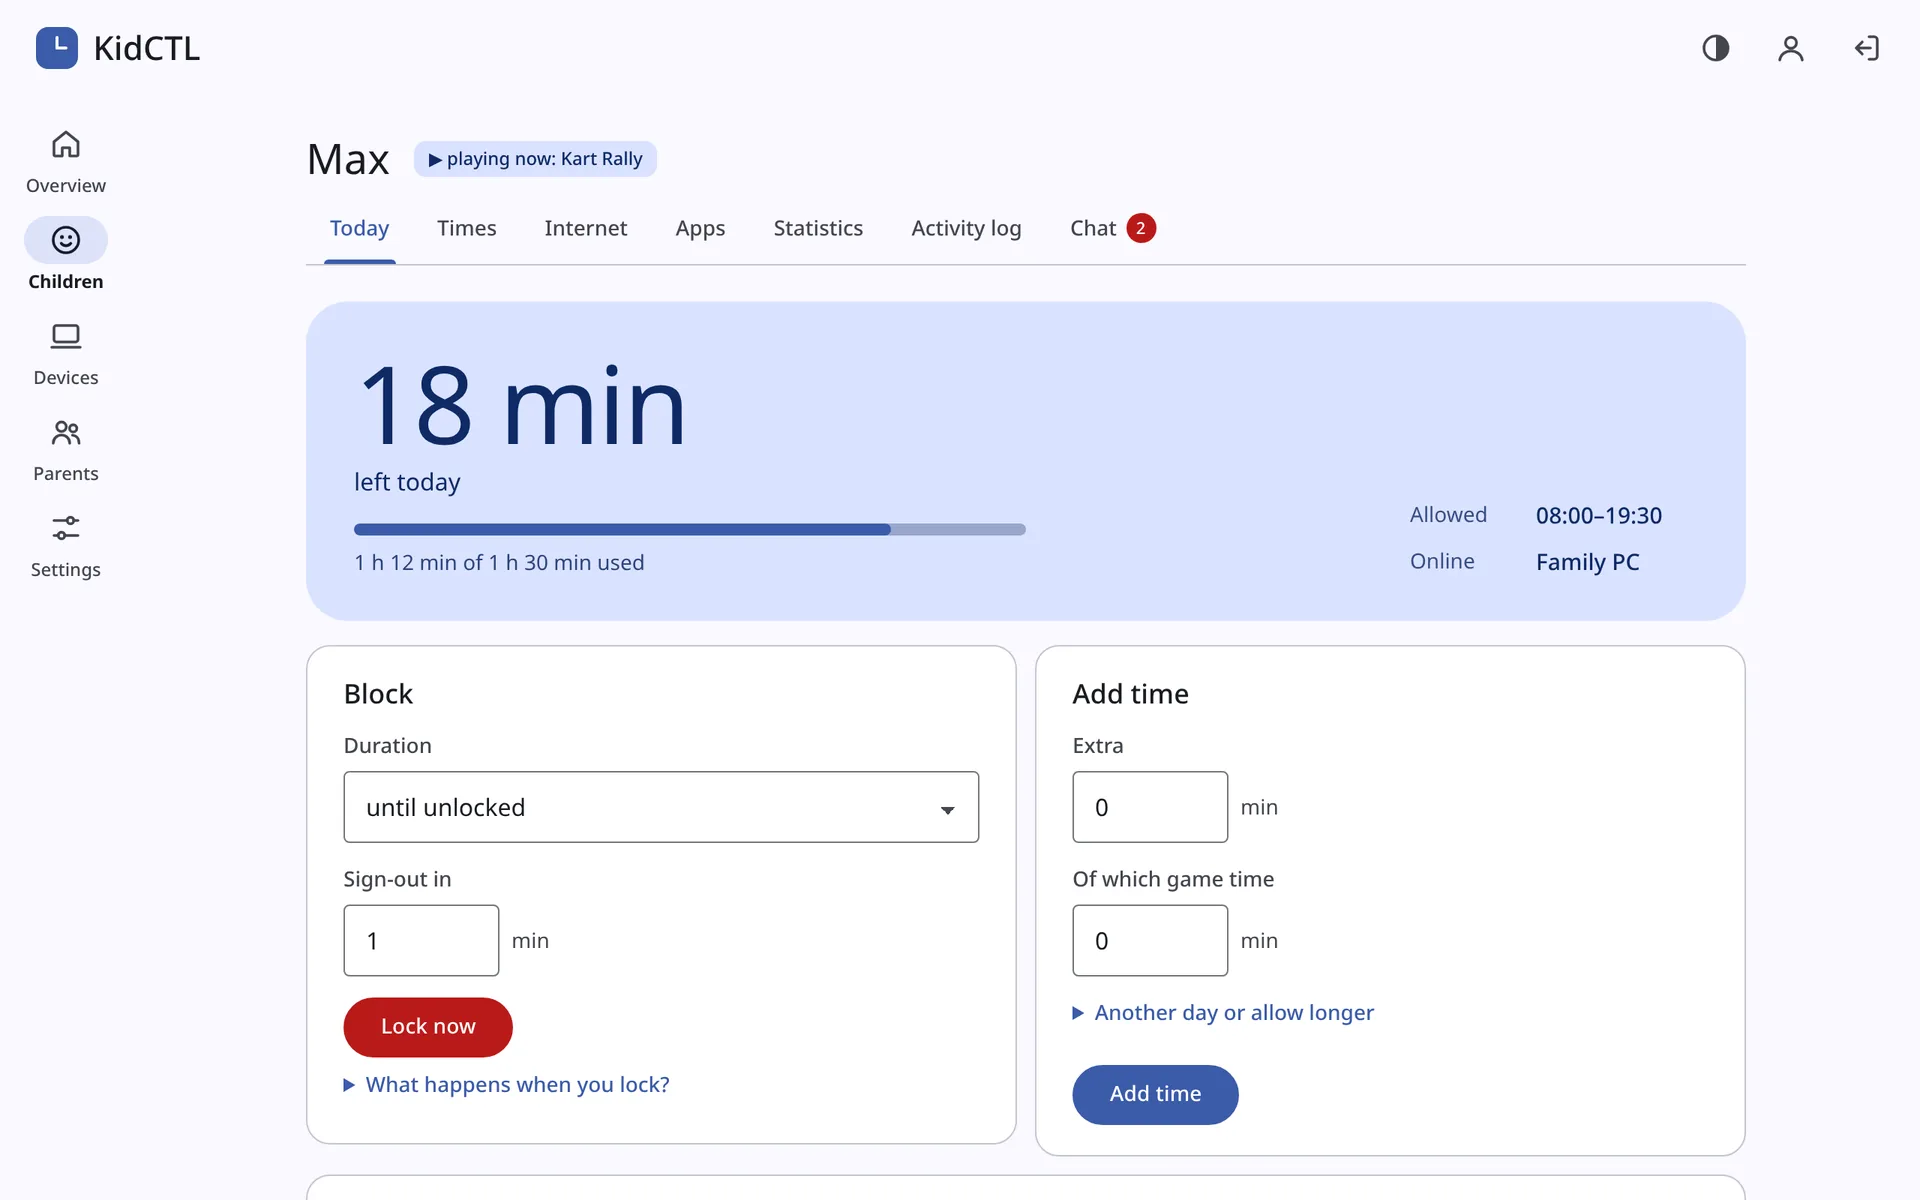 KidCTL
Overview
Children
Devices
Parents
Settings
Max
▶ playing now: Kart Rally
Today
Times
Internet
Apps
Statistics
Activity log
Chat 2
18 min
left today
1 h 12 min of 1 h 30 min used
Allowed 08:00–19:30
Online Family PC
Block
Duration
until unlocked
Sign-out in
1 min
Lock now
▶ What happens when you lock?
Add time
Extra
0 min
Of which game time
0 min
▶ Another day or allow longer
Add time